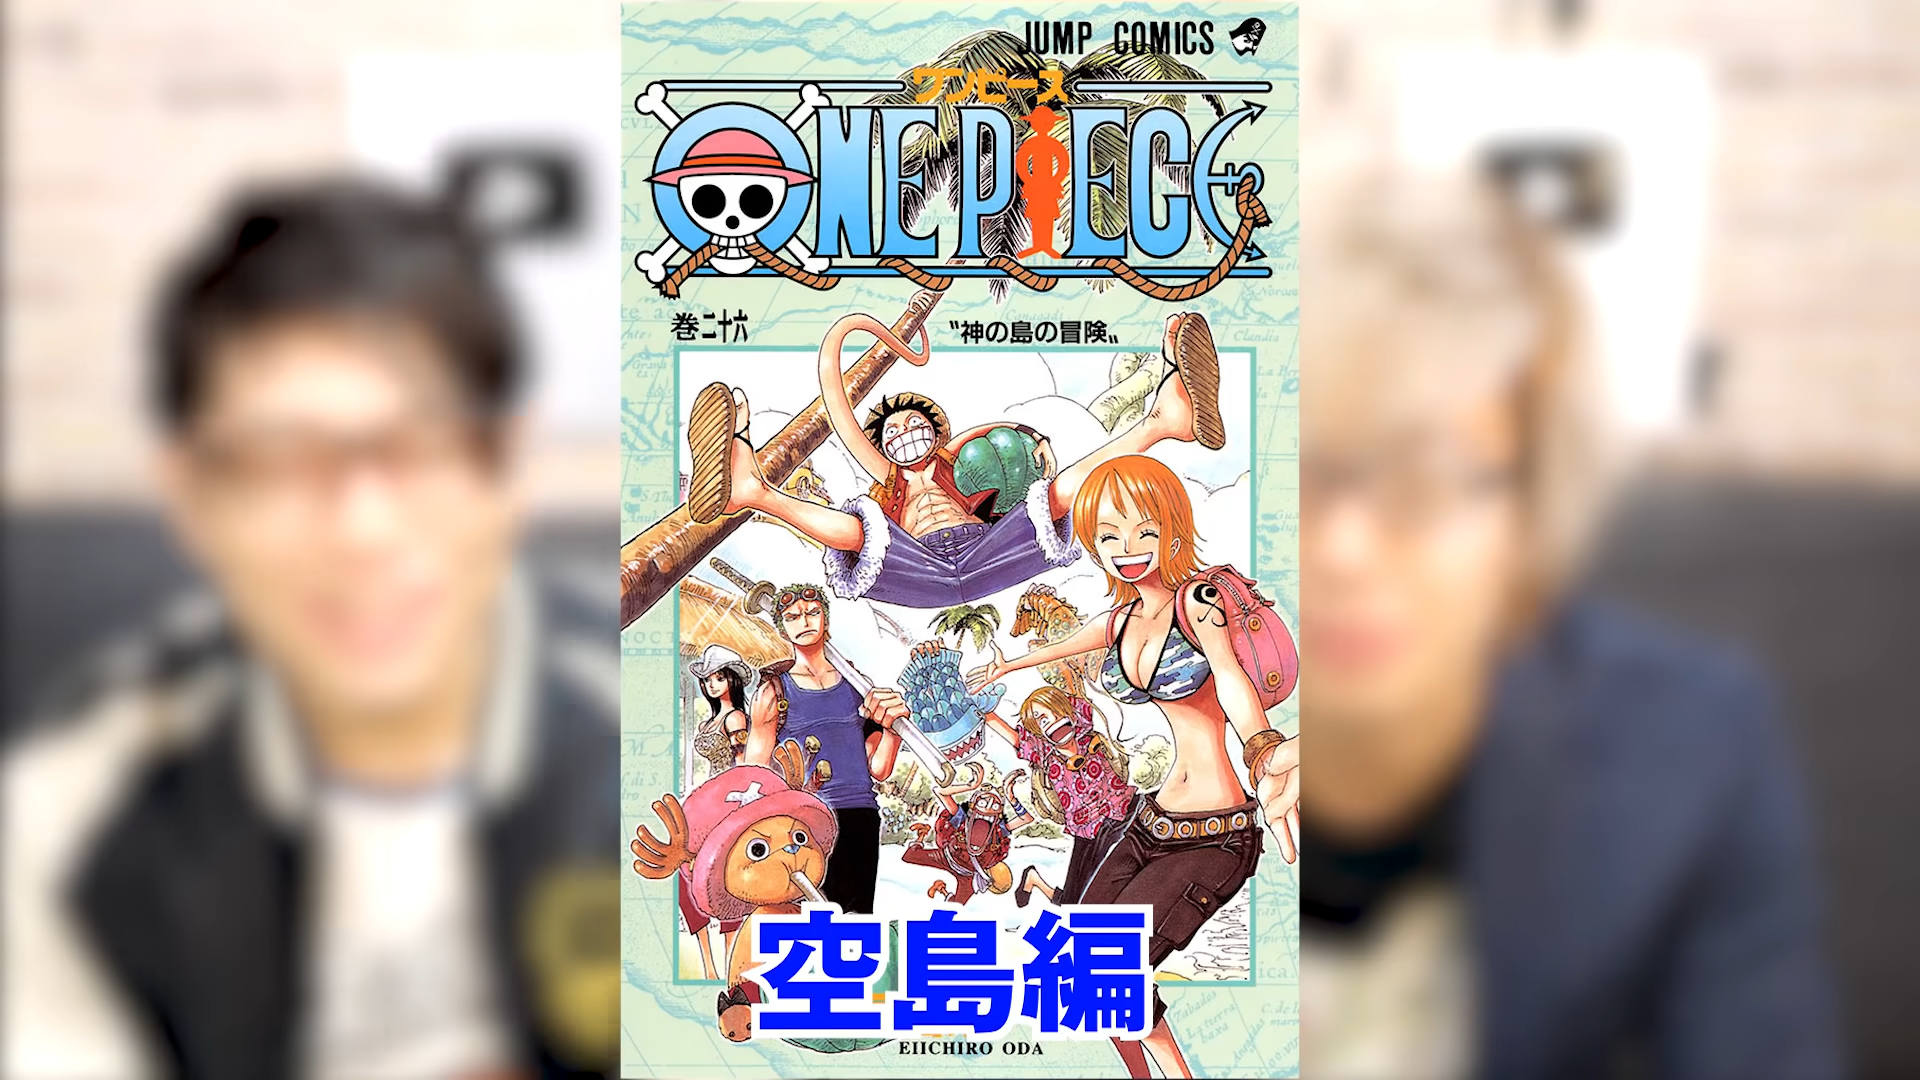 JUMP COMICS
ワンピース
ONE PIECE
巻二十六
〝神の島の冒険〟
空島編
EIICHIRO ODA